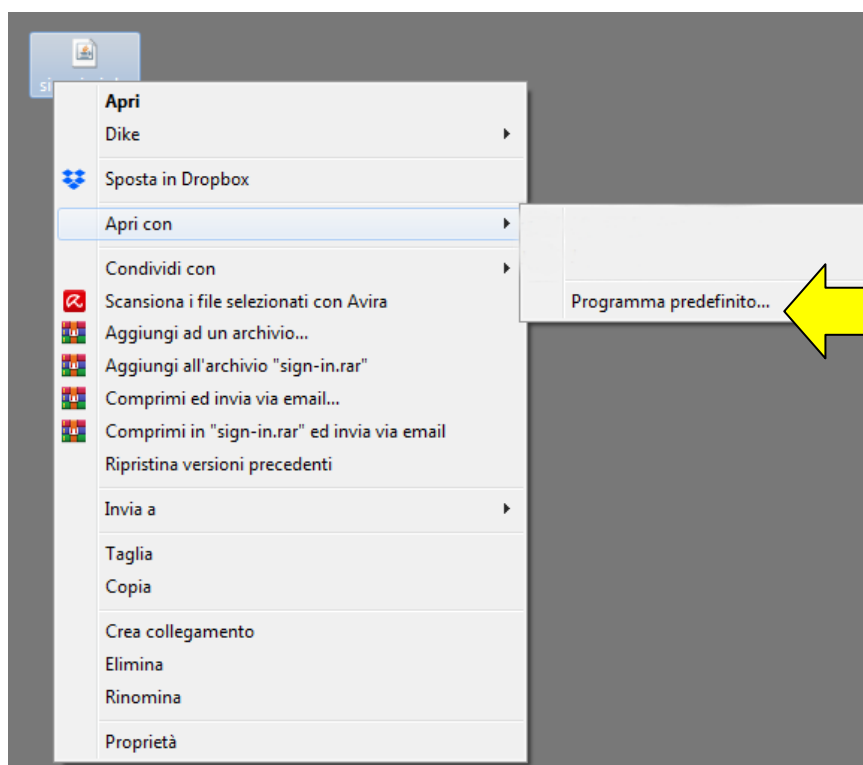 Apri
Dike
Sposta in Dropbox
Apri con
Programma predefinito...
Condividi con
Scansiona i file selezionati con Avira
Aggiungi ad un archivio...
Aggiungi all'archivio "sign-in.rar"
Comprimi ed invia via email...
Comprimi in "sign-in.rar" ed invia via email
Ripristina versioni precedenti
Invia a
Taglia
Copia
Crea collegamento
Elimina
Rinomina
Proprietà